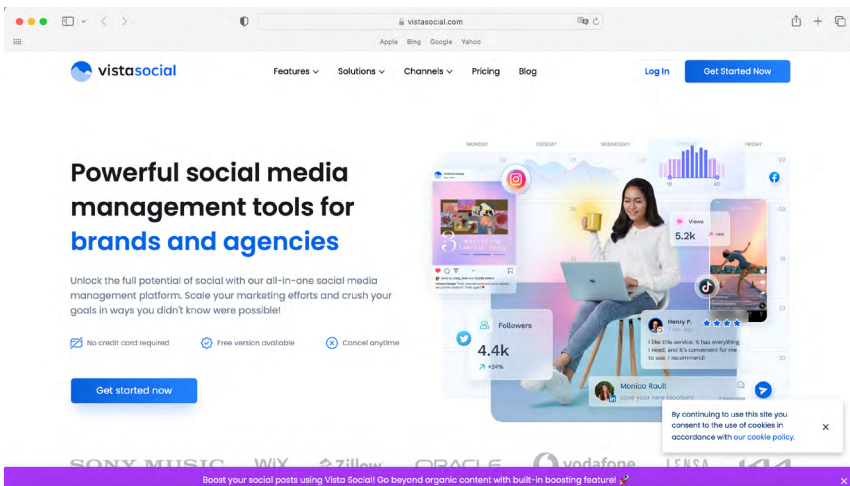 vistasocial.com
Apple Bing Google Yahoo
vistasocial
Features Solutions Channels Pricing Blog
Log In
Get Started Now
MONDAY TUESDAY WEDNESDAY FRIDAY
Powerful social media
management tools for
brands and agencies
Unlock the full potential of social with our all-in-one social media
management platform. Scale your marketing efforts and crush your
goals in ways you didn't know were possible!
No credit card required
Free version available
Cancel anytime
Get started now
Views
5.2k
Followers
4.4k
+24%
Henry P.
I like this service: it has everything
I need, and it's convenient for me
to use. I recommend!
Monica Rault
Love your new location!
By continuing to use this site you
consent to the use of cookies in
accordance with our cookie policy.
SONY MUSIC WiX Zillow ORACLE vodafone LENSA
Boost your social posts using Vista Social! Go beyond organic content with built-in boosting feature! 🚀